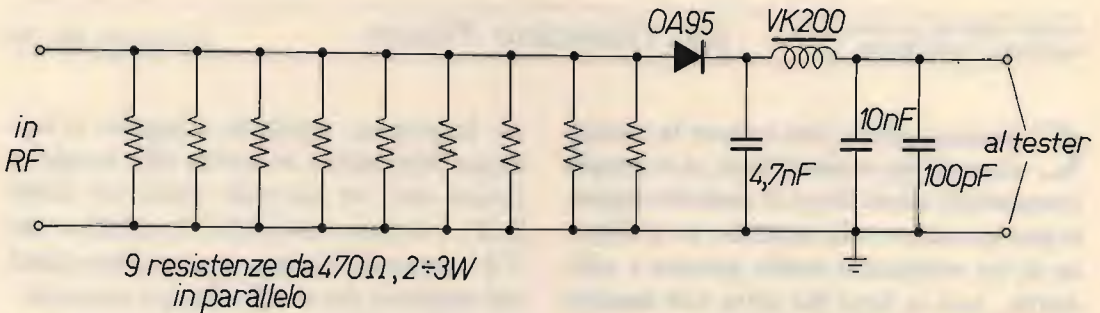 OA95
VK200
in
RF
4,7nF
10nF
100pF
al tester
9 resistenze da 470Ω, 2÷3W
in parallelo